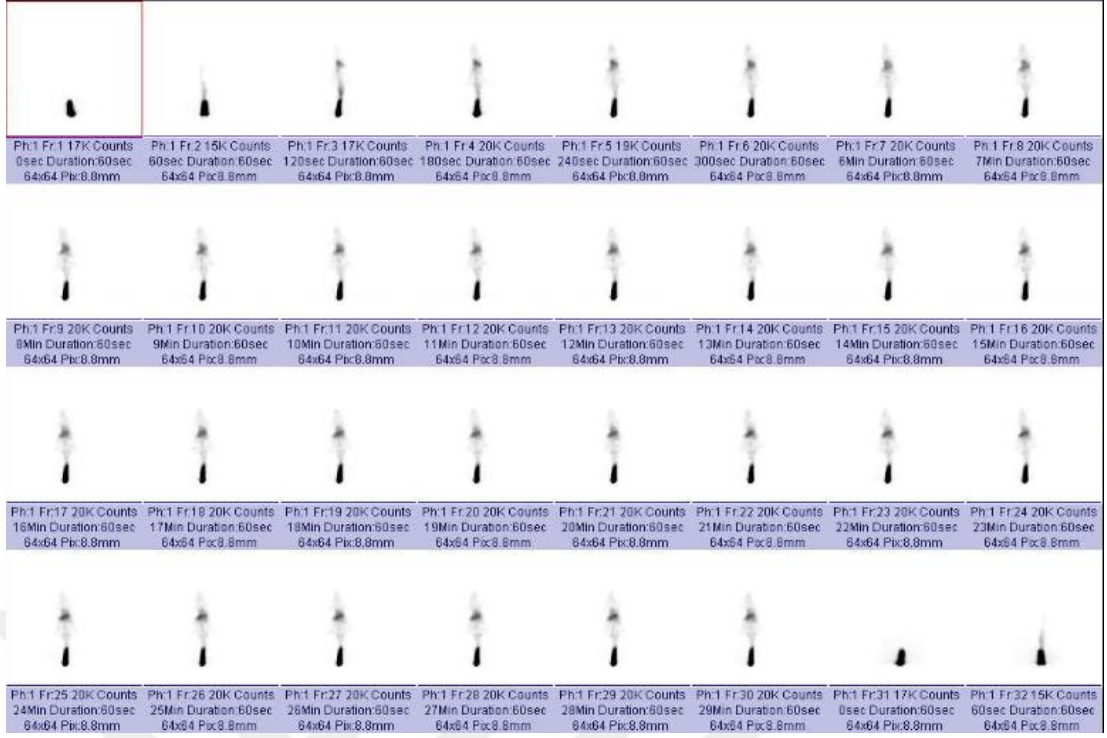 Ph:1 Fr:1 17K Counts
0sec Duration:60sec
64x64 Pix:8.8mm
Ph:1 Fr:2 15K Counts
60sec Duration:60sec
64x64 Pix:8.8mm
Ph:1 Fr:3 17K Counts
120sec Duration:60sec
64x64 Pix:8.8mm
Ph:1 Fr:4 20K Counts
180sec Duration:60sec
64x64 Pix:8.8mm
Ph:1 Fr:5 19K Counts
240sec Duration:60sec
64x64 Pix:8.8mm
Ph:1 Fr:6 20K Counts
300sec Duration:60sec
64x64 Pix:8.8mm
Ph:1 Fr:7 20K Counts
6Min Duration:60sec
64x64 Pix:8.8mm
Ph:1 Fr:8 20K Counts
7Min Duration:60sec
64x64 Pix:8.8mm
Ph:1 Fr:9 20K Counts
8Min Duration:60sec
64x64 Pix:8.8mm
Ph:1 Fr:10 20K Counts
9Min Duration:60sec
64x64 Pix:8.8mm
Ph:1 Fr:11 20K Counts
10Min Duration:60sec
64x64 Pix:8.8mm
Ph:1 Fr:12 20K Counts
11Min Duration:60sec
64x64 Pix:8.8mm
Ph:1 Fr:13 20K Counts
12Min Duration:60sec
64x64 Pix:8.8mm
Ph:1 Fr:14 20K Counts
13Min Duration:60sec
64x64 Pix:8.8mm
Ph:1 Fr:15 20K Counts
14Min Duration:60sec
64x64 Pix:8.8mm
Ph:1 Fr:16 20K Counts
15Min Duration:60sec
64x64 Pix:8.8mm
Ph:1 Fr:17 20K Counts
16Min Duration:60sec
64x64 Pix:8.8mm
Ph:1 Fr:18 20K Counts
17Min Duration:60sec
64x64 Pix:8.8mm
Ph:1 Fr:19 20K Counts
18Min Duration:60sec
64x64 Pix:8.8mm
Ph:1 Fr:20 20K Counts
19Min Duration:60sec
64x64 Pix:8.8mm
Ph:1 Fr:21 20K Counts
20Min Duration:60sec
64x64 Pix:8.8mm
Ph:1 Fr:22 20K Counts
21Min Duration:60sec
64x64 Pix:8.8mm
Ph:1 Fr:23 20K Counts
22Min Duration:60sec
64x64 Pix:8.8mm
Ph:1 Fr:24 20K Counts
23Min Duration:60sec
64x64 Pix:8.8mm
Ph:1 Fr:25 20K Counts
24Min Duration:60sec
64x64 Pix:8.8mm
Ph:1 Fr:26 20K Counts
25Min Duration:60sec
64x64 Pix:8.8mm
Ph:1 Fr:27 20K Counts
26Min Duration:60sec
64x64 Pix:8.8mm
Ph:1 Fr:28 20K Counts
27Min Duration:60sec
64x64 Pix:8.8mm
Ph:1 Fr:29 20K Counts
28Min Duration:60sec
64x64 Pix:8.8mm
Ph:1 Fr:30 20K Counts
29Min Duration:60sec
64x64 Pix:8.8mm
Ph:1 Fr:31 17K Counts
0sec Duration:60sec
64x64 Pix:8.8mm
Ph:1 Fr:32 15K Counts
60sec Duration:60sec
64x64 Pix:8.8mm